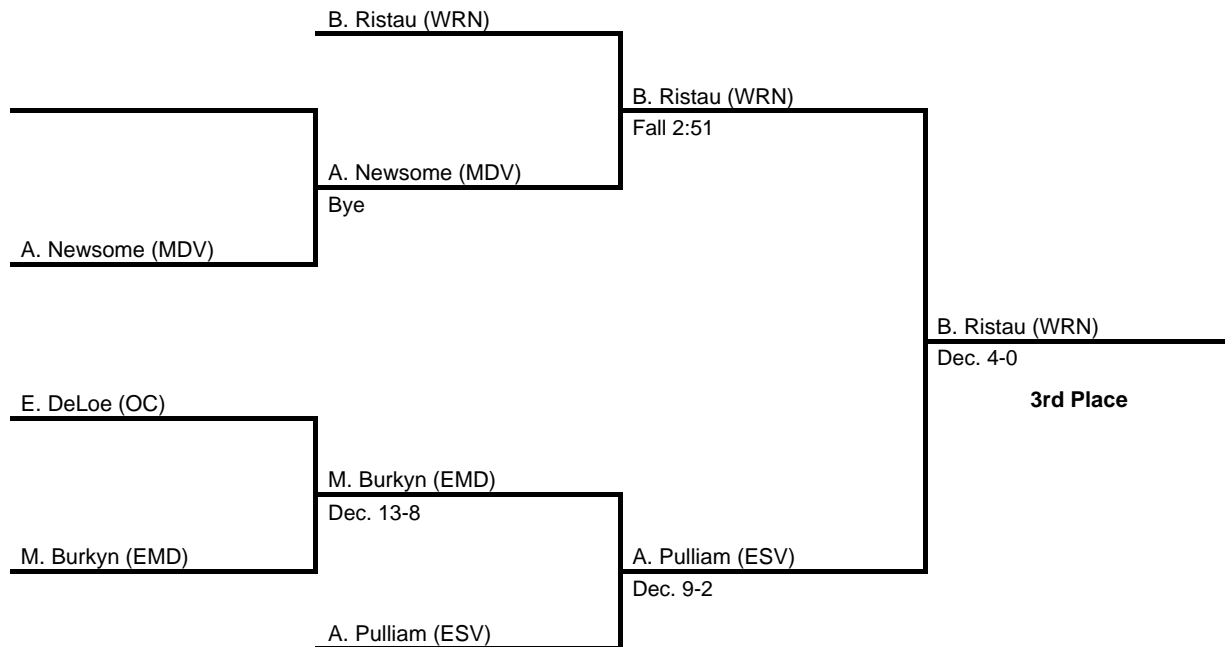 B. Ristau (WRN)
B. Ristau (WRN)
Fall 2:51
A. Newsome (MDV)
Bye
A. Newsome (MDV)
B. Ristau (WRN)
Dec. 4-0
3rd Place
E. DeLoe (OC)
M. Burkyn (EMD)
Dec. 13-8
M. Burkyn (EMD)
A. Pulliam (ESV)
Dec. 9-2
A. Pulliam (ESV)